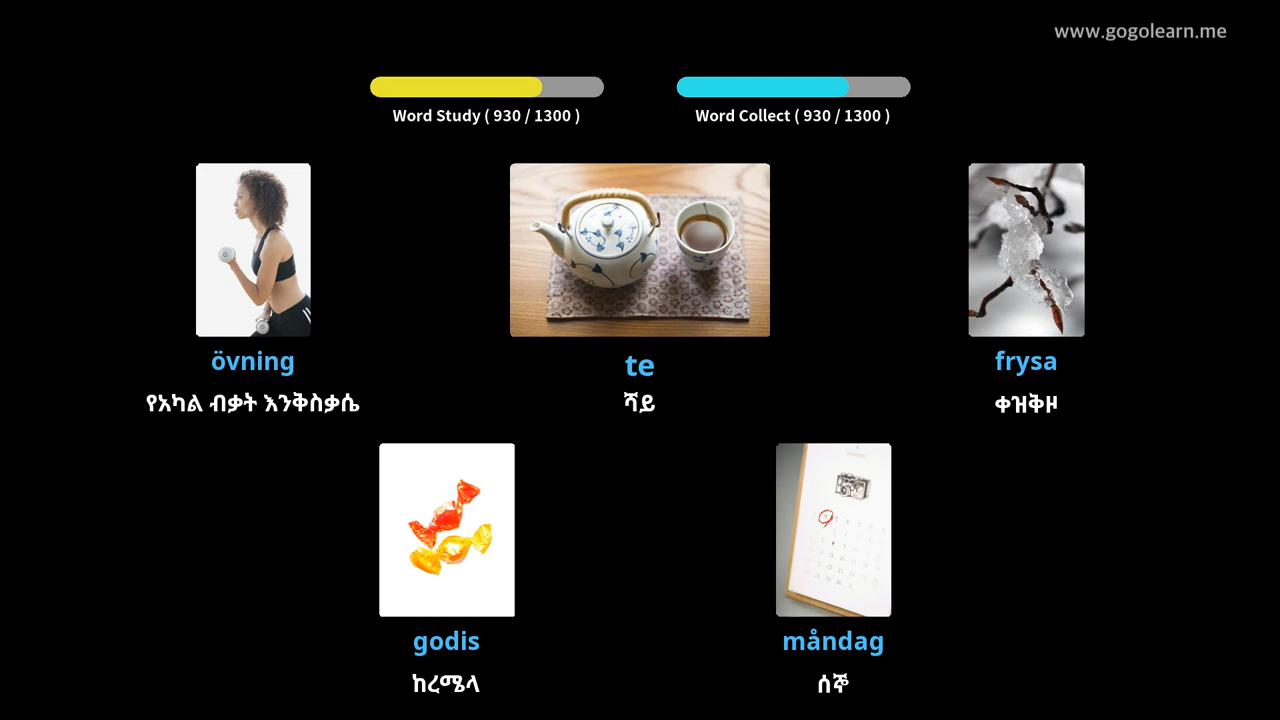 www.gogolearn.me
Word Study ( 930 / 1300 )
Word Collect ( 930 / 1300 )
övning
te
frysa
የአካል ብቃት እንቅስቃሴ
ሻይ
ቀዝቅዞ
godis
måndag
ከረሜላ
ሰኞ